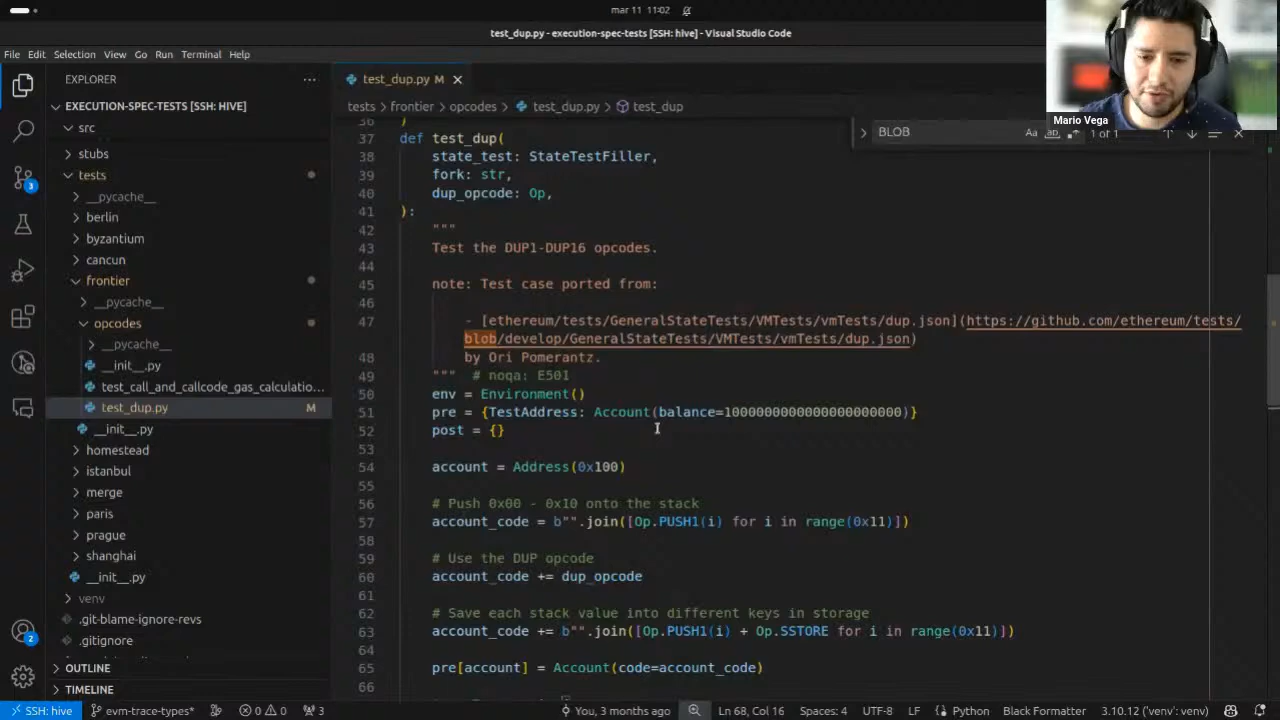 mar 11 11:02
test_dup.py - execution-spec-tests [SSH: hive] - Visual Studio Code
File Edit Selection View Go Run Terminal Help
Mario Vega
EXPLORER
EXECUTION-SPEC-TESTS [SSH: HIVE]
src
stubs
tests
__pycache__
berlin
byzantium
cancun
frontier
__pycache__
opcodes
__pycache__
__init__.py
test_call_and_callcode_gas_calculatio...
test_dup.py M
__init__.py
homestead
istanbul
merge
paris
prague
shanghai
__init__.py
venv
.git-blame-ignore-revs
.gitignore
OUTLINE
TIMELINE
3
2
test_dup.py M
tests > frontier > opcodes > test_dup.py > test_dup
BLOB Aa ab 1 of 1
36 )
37 def test_dup(
38 state_test: StateTestFiller,
39 fork: str,
40 dup_opcode: Op,
41 ):
42 """
43 Test the DUP1-DUP16 opcodes.
44
45 note: Test case ported from:
46
47 - [ethereum/tests/GeneralStateTests/VMTests/vmTests/dup.json](https://github.com/ethereum/tests/
blob/develop/GeneralStateTests/VMTests/vmTests/dup.json)
48 by Ori Pomerantz.
49 """ # noqa: E501
50 env = Environment()
51 pre = {TestAddress: Account(balance=1000000000000000000000)}
52 post = {}
53
54 account = Address(0x100)
55
56 # Push 0x00 - 0x10 onto the stack
57 account_code = b"".join([Op.PUSH1(i) for i in range(0x11)])
58
59 # Use the DUP opcode
60 account_code += dup_opcode
61
62 # Save each stack value into different keys in storage
63 account_code += b"".join([Op.PUSH1(i) + Op.SSTORE for i in range(0x11)])
64
65 pre[account] = Account(code=account_code)
66
SSH: hive evm-trace-types* 0 0 3 You, 3 months ago Ln 68, Col 16 Spaces: 4 UTF-8 LF Python Black Formatter 3.10.12 ('venv': venv)